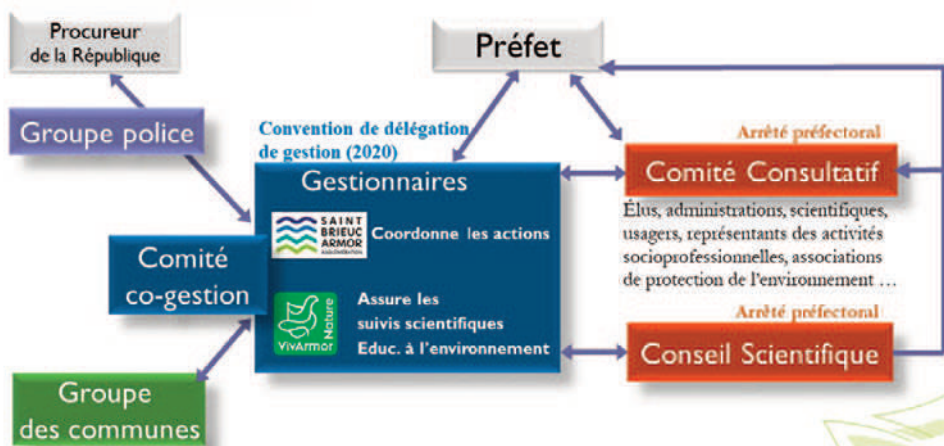 Procureur
de la République
Préfet
Groupe police
Convention de délégation
de gestion (2020)
Gestionnaires
SAINT
BRIEUC
ARMOR
Coordonne les actions
Comité
co-gestion
VivArmor
Nature
Assure les
suivis scientifiques
Educ. à l'environnement
Groupe
des communes
Arrêté préfectoral
Comité Consultatif
Élus, administrations, scientifiques,
usagers, représentants des activités
socioprofessionnelles, associations
de protection de l'environnement ...
Arrêté préfectoral
Conseil Scientifique